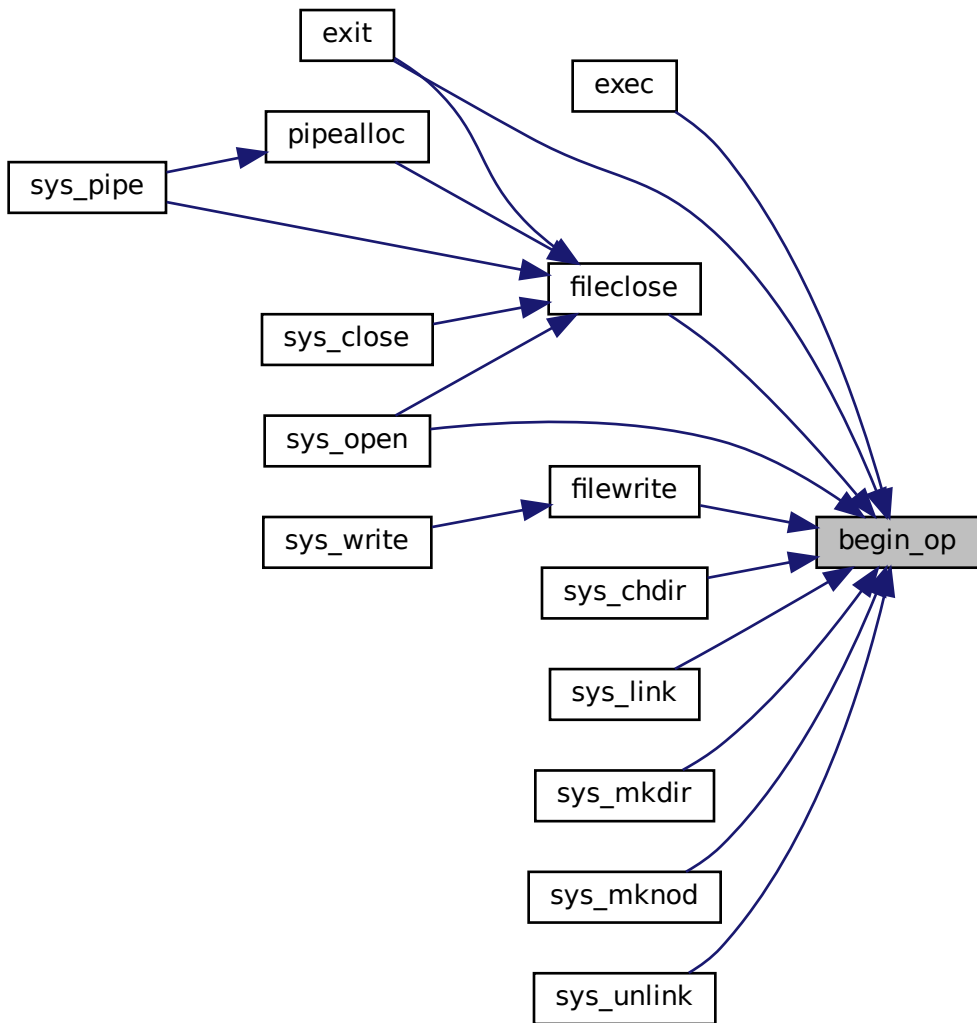 exit
exec
pipealloc
sys_pipe
fileclose
sys_close
sys_open
filewrite
sys_write
begin_op
sys_chdir
sys_link
sys_mkdir
sys_mknod
sys_unlink